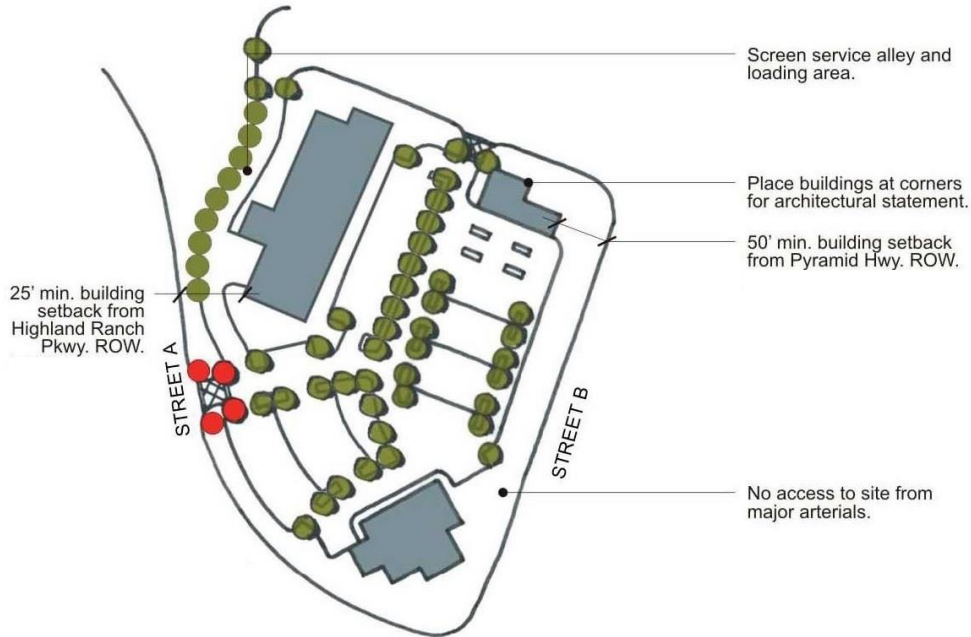 Screen service alley and
loading area.
Place buildings at corners
for architectural statement.
50' min. building setback
from Pyramid Hwy. ROW.
25' min. building
setback from
Highland Ranch
Pkwy. ROW.
STREET A
STREET B
No access to site from
major arterials.